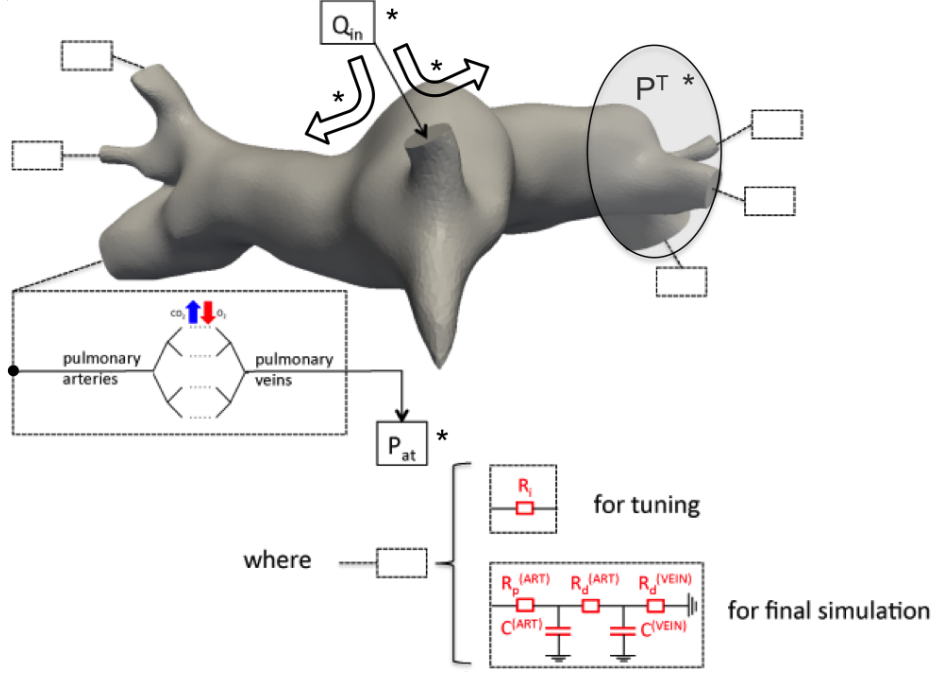 Q_in *
* *
P^T *
CO₂ O₂
pulmonary arteries
pulmonary veins
P_at *
R_i
for tuning
where
R_p^(ART) R_d^(ART) R_d^(VEIN)
C^(ART) C^(VEIN)
for final simulation